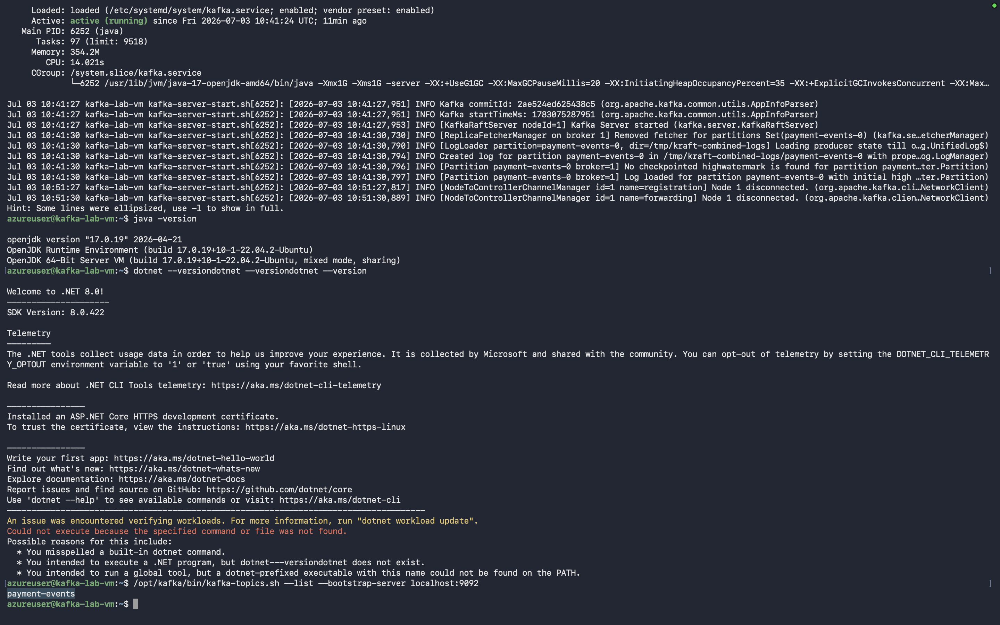 Loaded: loaded (/etc/systemd/system/kafka.service; enabled; vendor preset: enabled)
Active: active (running) since Fri 2026-07-03 10:41:24 UTC; 11min ago
Main PID: 6252 (java)
Tasks: 97 (limit: 9518)
Memory: 354.2M
CPU: 14.021s
CGroup: /system.slice/kafka.service
└─6252 /usr/lib/jvm/java-17-openjdk-amd64/bin/java -Xmx1G -Xms1G -server -XX:+UseG1GC -XX:MaxGCPauseMillis=20 -XX:InitiatingHeapOccupancyPercent=35 -XX:+ExplicitGCInvokesConcurrent -XX:Max…
Jul 03 10:41:27 kafka-lab-vm kafka-server-start.sh[6252]: [2026-07-03 10:41:27,951] INFO Kafka commitId: 2ae524ed625438c5 (org.apache.kafka.common.utils.AppInfoParser)
Jul 03 10:41:27 kafka-lab-vm kafka-server-start.sh[6252]: [2026-07-03 10:41:27,951] INFO Kafka startTimeMs: 1783075287951 (org.apache.kafka.common.utils.AppInfoParser)
Jul 03 10:41:27 kafka-lab-vm kafka-server-start.sh[6252]: [2026-07-03 10:41:27,953] INFO [KafkaRaftServer nodeId=1] Kafka Server started (kafka.server.KafkaRaftServer)
Jul 03 10:41:30 kafka-lab-vm kafka-server-start.sh[6252]: [2026-07-03 10:41:30,730] INFO [ReplicaFetcherManager on broker 1] Removed fetcher for partitions Set(payment-events-0) (kafka.se…etcherManager)
Jul 03 10:41:30 kafka-lab-vm kafka-server-start.sh[6252]: [2026-07-03 10:41:30,790] INFO [LogLoader partition=payment-events-0, dir=/tmp/kraft-combined-logs] Loading producer state till o…g.UnifiedLog$)
Jul 03 10:41:30 kafka-lab-vm kafka-server-start.sh[6252]: [2026-07-03 10:41:30,794] INFO Created log for partition payment-events-0 in /tmp/kraft-combined-logs/payment-events-0 with prope…og.LogManager)
Jul 03 10:41:30 kafka-lab-vm kafka-server-start.sh[6252]: [2026-07-03 10:41:30,796] INFO [Partition payment-events-0 broker=1] No checkpointed highwatermark is found for partition payment…ter.Partition)
Jul 03 10:41:30 kafka-lab-vm kafka-server-start.sh[6252]: [2026-07-03 10:41:30,797] INFO [Partition payment-events-0 broker=1] Log loaded for partition payment-events-0 with initial high …ter.Partition)
Jul 03 10:51:27 kafka-lab-vm kafka-server-start.sh[6252]: [2026-07-03 10:51:27,817] INFO [NodeToControllerChannelManager id=1 name=registration] Node 1 disconnected. (org.apache.kafka.cli…NetworkClient)
Jul 03 10:51:30 kafka-lab-vm kafka-server-start.sh[6252]: [2026-07-03 10:51:30,889] INFO [NodeToControllerChannelManager id=1 name=forwarding] Node 1 disconnected. (org.apache.kafka.clien…NetworkClient)
Hint: Some lines were ellipsized, use -l to show in full.
azureuser@kafka-lab-vm:~$ java -version
openjdk version "17.0.19" 2026-04-21
OpenJDK Runtime Environment (build 17.0.19+10-1-22.04.2-Ubuntu)
OpenJDK 64-Bit Server VM (build 17.0.19+10-1-22.04.2-Ubuntu, mixed mode, sharing)
[azureuser@kafka-lab-vm:~$ dotnet --versiondotnet --versiondotnet --version ]
Welcome to .NET 8.0!
---------------------
SDK Version: 8.0.422
Telemetry
---------
The .NET tools collect usage data in order to help us improve your experience. It is collected by Microsoft and shared with the community. You can opt-out of telemetry by setting the DOTNET_CLI_TELEMETR
Y_OPTOUT environment variable to '1' or 'true' using your favorite shell.
Read more about .NET CLI Tools telemetry: https://aka.ms/dotnet-cli-telemetry
----------------
Installed an ASP.NET Core HTTPS development certificate.
To trust the certificate, view the instructions: https://aka.ms/dotnet-https-linux
----------------
Write your first app: https://aka.ms/dotnet-hello-world
Find out what's new: https://aka.ms/dotnet-whats-new
Explore documentation: https://aka.ms/dotnet-docs
Report issues and find source on GitHub: https://github.com/dotnet/core
Use 'dotnet --help' to see available commands or visit: https://aka.ms/dotnet-cli
--------------------------------------------------------------------------------------
An issue was encountered verifying workloads. For more information, run "dotnet workload update".
Could not execute because the specified command or file was not found.
Possible reasons for this include:
* You misspelled a built-in dotnet command.
* You intended to execute a .NET program, but dotnet---versiondotnet does not exist.
* You intended to run a global tool, but a dotnet-prefixed executable with this name could not be found on the PATH.
[azureuser@kafka-lab-vm:~$ /opt/kafka/bin/kafka-topics.sh --list --bootstrap-server localhost:9092 ]
payment-events
azureuser@kafka-lab-vm:~$